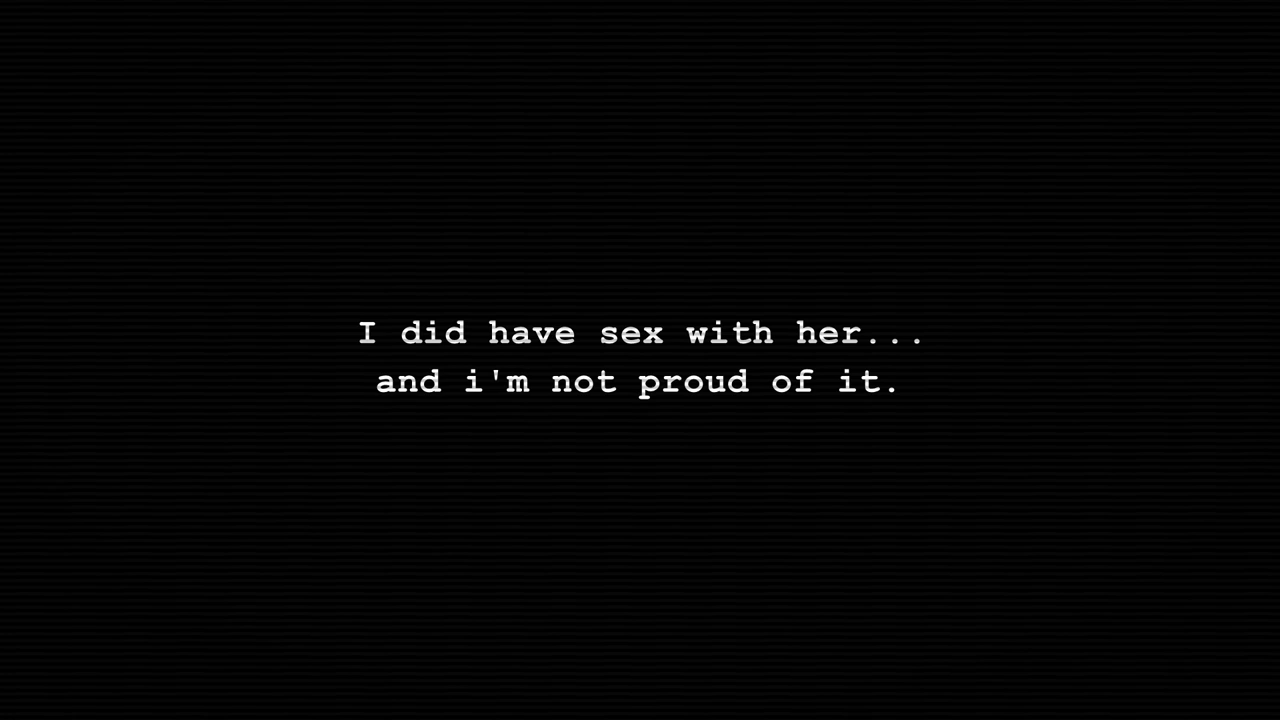 I did have sex with her...
and i'm not proud of it.